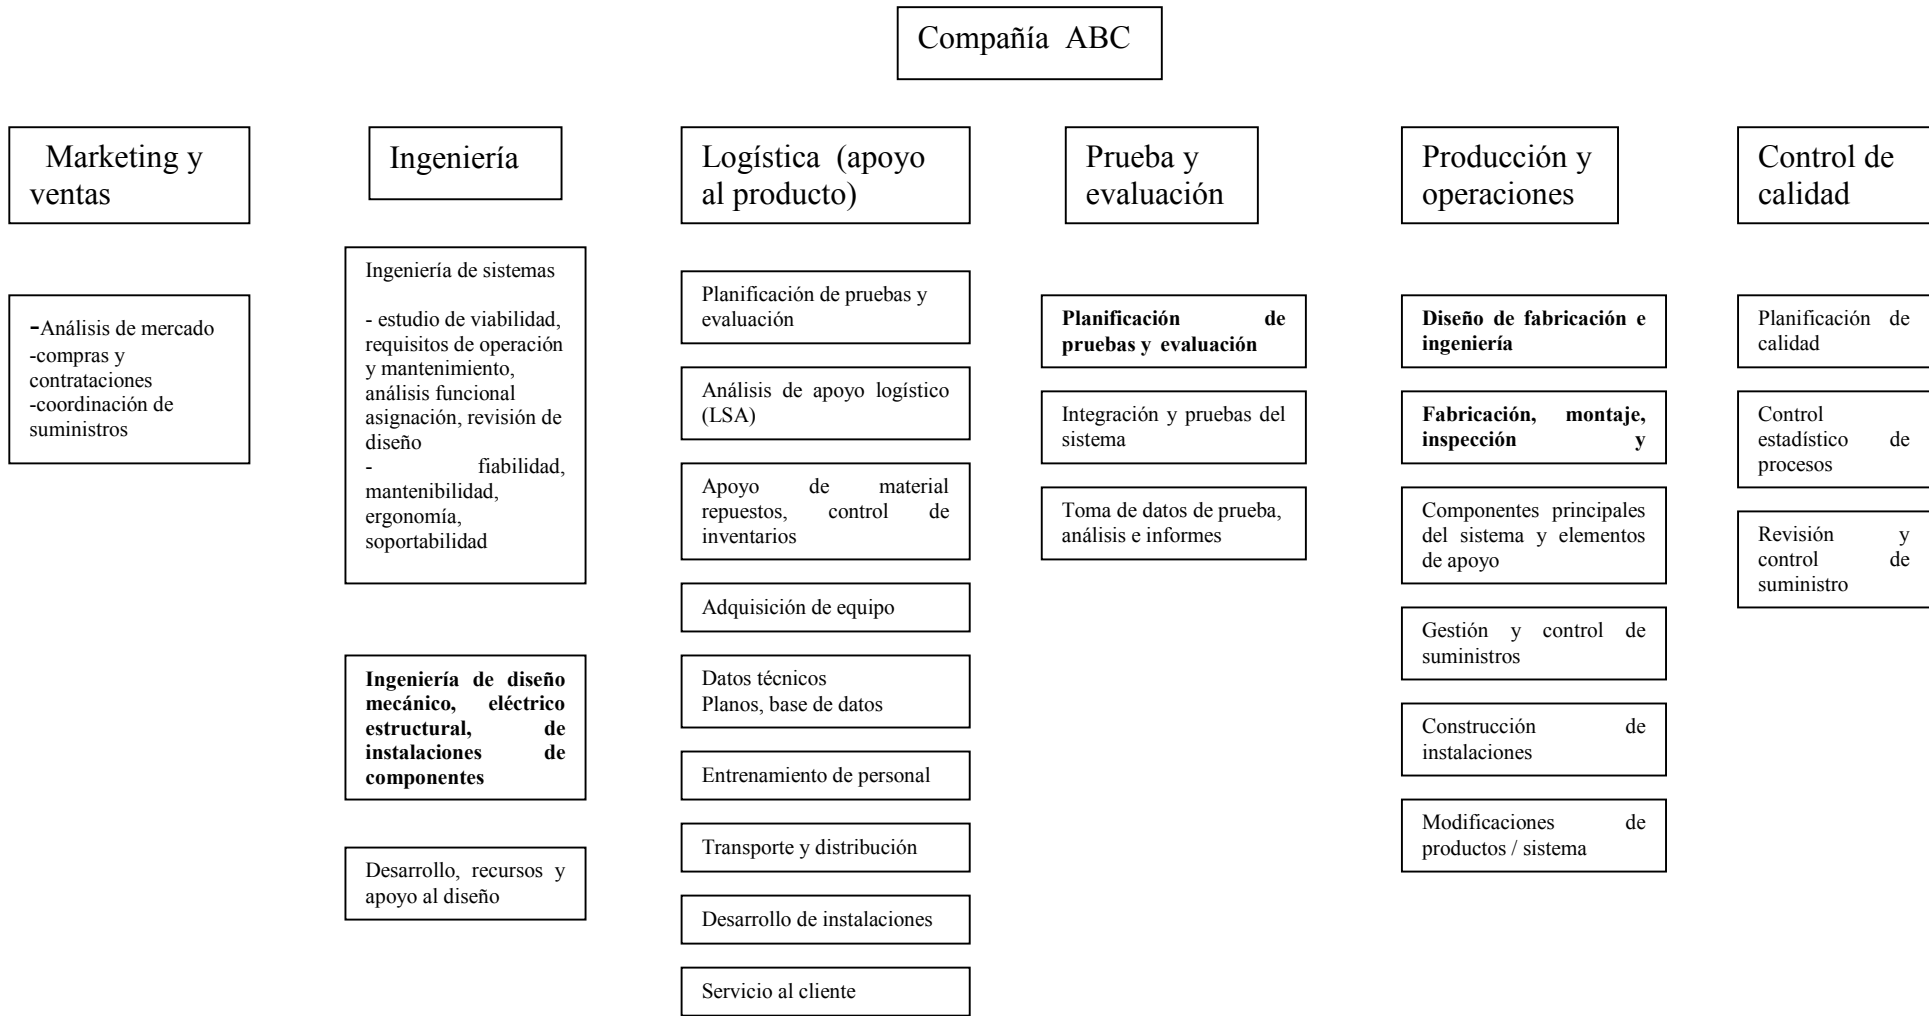 Compañía ABC
Marketing y
ventas
-Análisis de mercado
-compras y
contrataciones
-coordinación de
suministros
Ingeniería
Ingeniería de sistemas
- estudio de viabilidad,
requisitos de operación
y mantenimiento,
análisis funcional
asignación, revisión de
diseño
- fiabilidad,
mantenibilidad,
ergonomía,
soportabilidad
Ingeniería de diseño
mecánico, eléctrico
estructural, de
instalaciones de
componentes
Desarrollo, recursos y
apoyo al diseño
Logística (apoyo
al producto)
Planificación de pruebas y
evaluación
Análisis de apoyo logístico
(LSA)
Apoyo de material
repuestos, control de
inventarios
Adquisición de equipo
Datos técnicos
Planos, base de datos
Entrenamiento de personal
Transporte y distribución
Desarrollo de instalaciones
Servicio al cliente
Prueba y
evaluación
Planificación de
pruebas y evaluación
Integración y pruebas del
sistema
Toma de datos de prueba,
análisis e informes
Producción y
operaciones
Diseño de fabricación e
ingeniería
Fabricación, montaje,
inspección y
Componentes principales
del sistema y elementos
de apoyo
Gestión y control de
suministros
Construcción de
instalaciones
Modificaciones de
productos / sistema
Control de
calidad
Planificación de
calidad
Control
estadístico de
procesos
Revisión y
control de
suministro